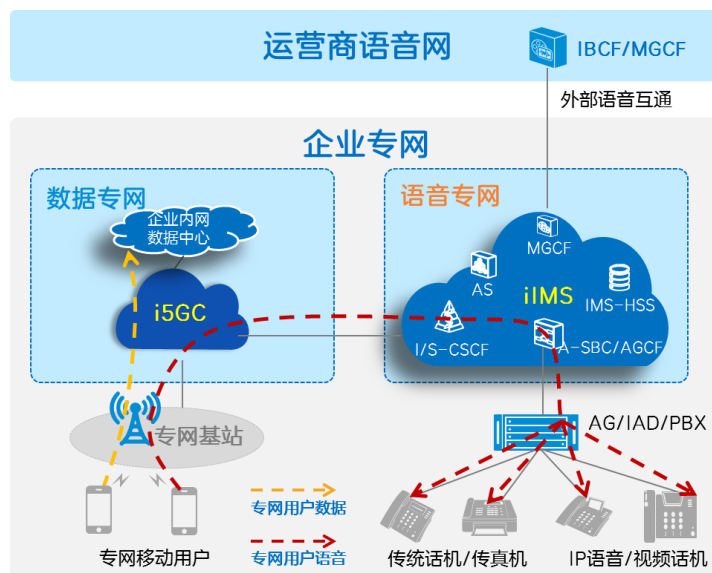 运营商语音网
IBCF/MGCF
外部语音互通
企业专网
数据专网
语音专网
企业内网
数据中心
MGCF
AS
iIMS
IMS-HSS
i5GC
I/S-CSCF
A-SBC/AGCF
专网基站
AG/IAD/PBX
专网用户数据
专网用户语音
专网移动用户
传统话机/传真机
IP语音/视频话机